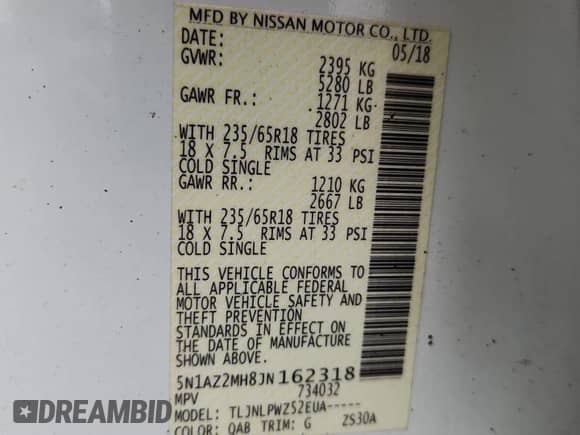 MFD BY NISSAN MOTOR CO., LTD.
DATE: 05/18
GVWR: 2395 KG
5280 LB
GAWR FR.: 1271 KG
2802 LB
WITH 235/65R18 TIRES
18 X 7.5 RIMS AT 33 PSI
COLD SINGLE
GAWR RR.: 1210 KG
2667 LB
WITH 235/65R18 TIRES
18 X 7.5 RIMS AT 33 PSI
COLD SINGLE
THIS VEHICLE CONFORMS TO
ALL APPLICABLE FEDERAL
MOTOR VEHICLE SAFETY AND
THEFT PREVENTION
STANDARDS IN EFFECT ON
THE DATE OF MANUFACTURE
SHOWN ABOVE.
5N1AZ2MH8JN162318
MPV 734032
MODEL: TLJNLPWZ52EUA-----
COLOR: QAB TRIM: G ZS30A
DREAMBID